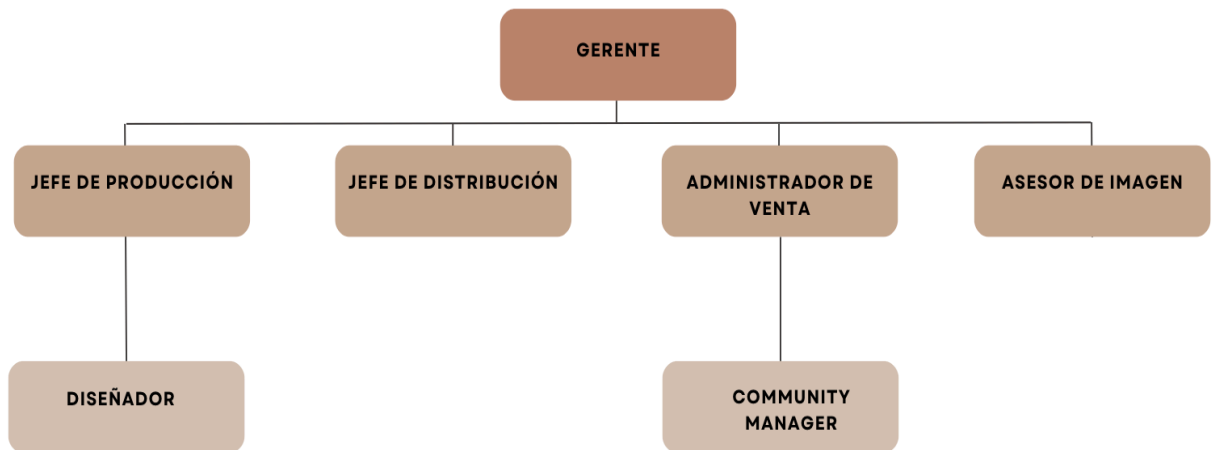 GERENTE
JEFE DE PRODUCCIÓN
JEFE DE DISTRIBUCIÓN
ADMINISTRADOR DE
VENTA
ASESOR DE IMAGEN
DISEÑADOR
COMMUNITY
MANAGER